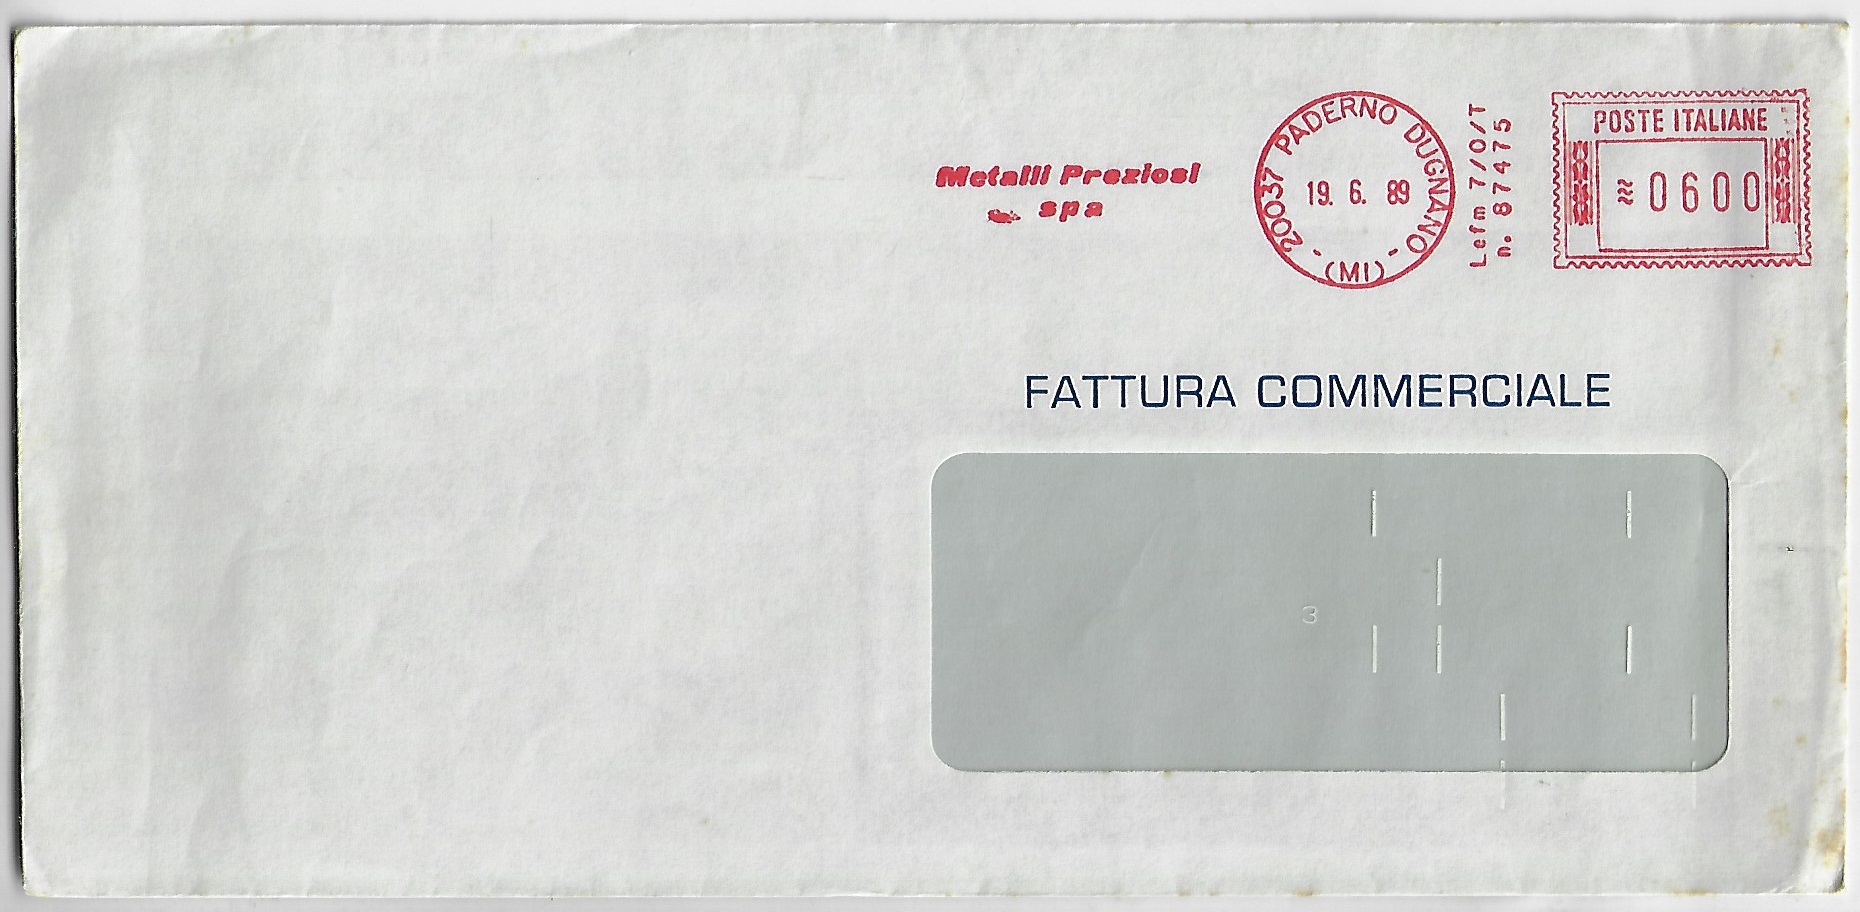 Metalli Preziosi
spa
20037 PADERNO DUGNANO
19. 6. 89
- (MI) -
Lefm 7/0/T
n. 87475
POSTE ITALIANE
≈0600
FATTURA COMMERCIALE
3